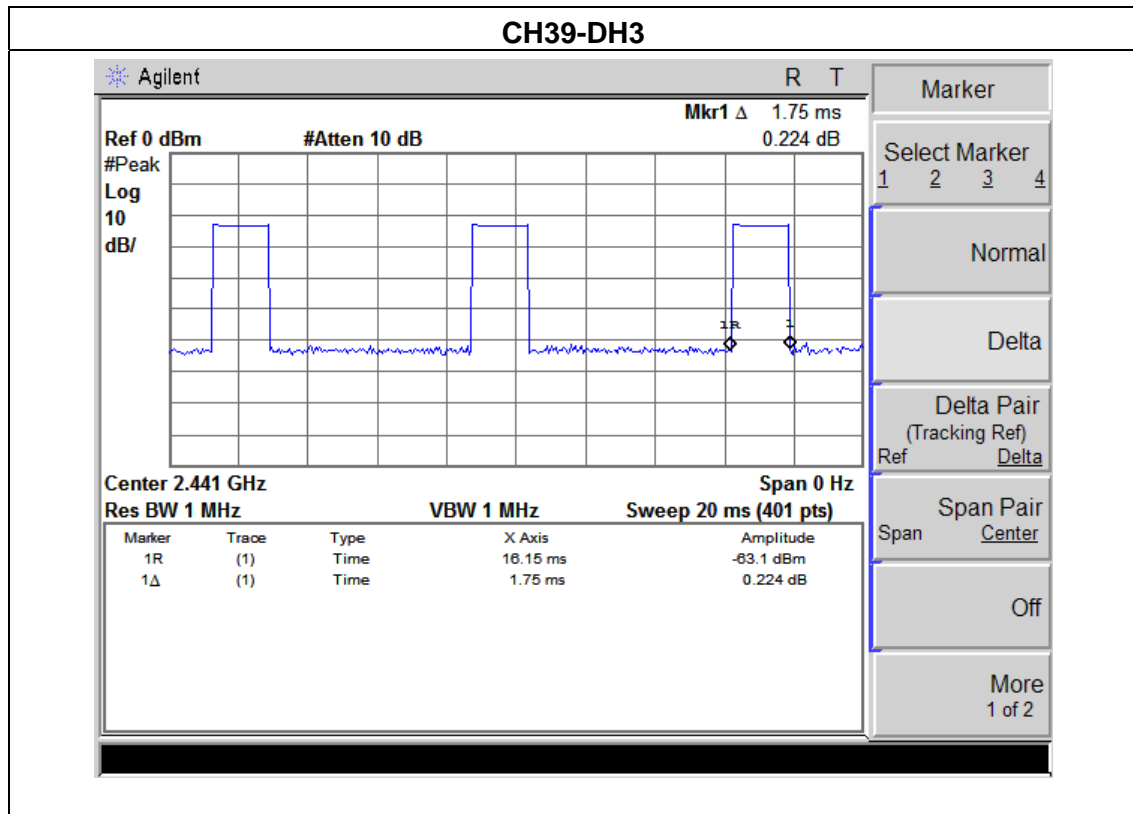 CH39-DH3
Agilent R T
Mkr1 Δ 1.75 ms
Ref 0 dBm #Atten 10 dB 0.224 dB
#Peak
Log
10
dB/
1R 1
Center 2.441 GHz Span 0 Hz
Res BW 1 MHz VBW 1 MHz Sweep 20 ms (401 pts)
Marker Trace Type X Axis Amplitude
1R (1) Time 16.15 ms -63.1 dBm
1Δ (1) Time 1.75 ms 0.224 dB
Marker
Select Marker
1 2 3 4
Normal
Delta
Delta Pair
(Tracking Ref)
Ref Delta
Span Pair
Span Center
Off
More
1 of 2